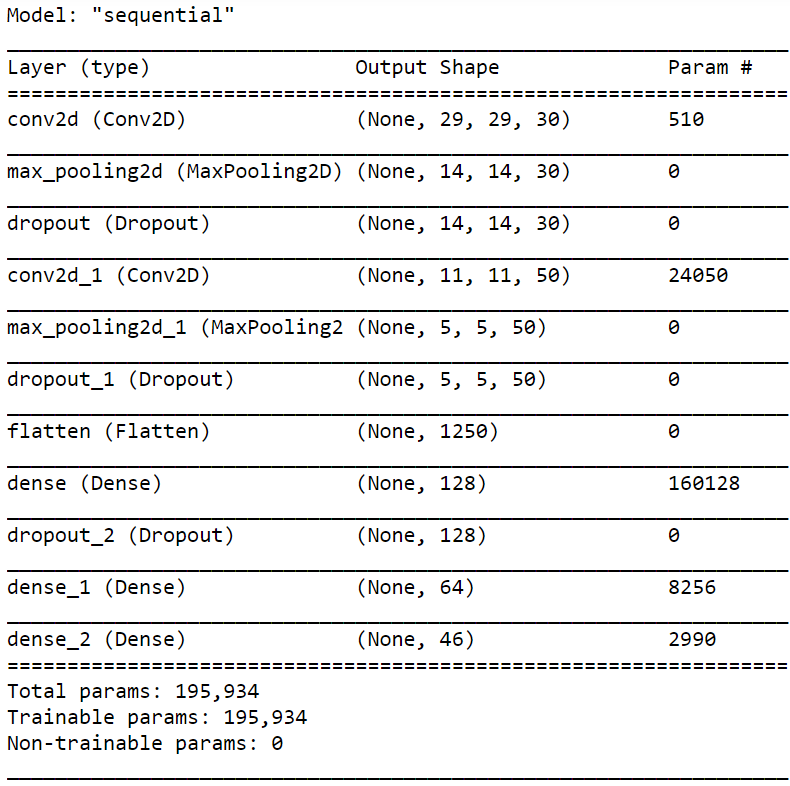 Model: "sequential"
Layer (type) Output Shape Param #
conv2d (Conv2D) (None, 29, 29, 30) 510
max_pooling2d (MaxPooling2D) (None, 14, 14, 30) 0
dropout (Dropout) (None, 14, 14, 30) 0
conv2d_1 (Conv2D) (None, 11, 11, 50) 24050
max_pooling2d_1 (MaxPooling2 (None, 5, 5, 50) 0
dropout_1 (Dropout) (None, 5, 5, 50) 0
flatten (Flatten) (None, 1250) 0
dense (Dense) (None, 128) 160128
dropout_2 (Dropout) (None, 128) 0
dense_1 (Dense) (None, 64) 8256
dense_2 (Dense) (None, 46) 2990
Total params: 195,934
Trainable params: 195,934
Non-trainable params: 0